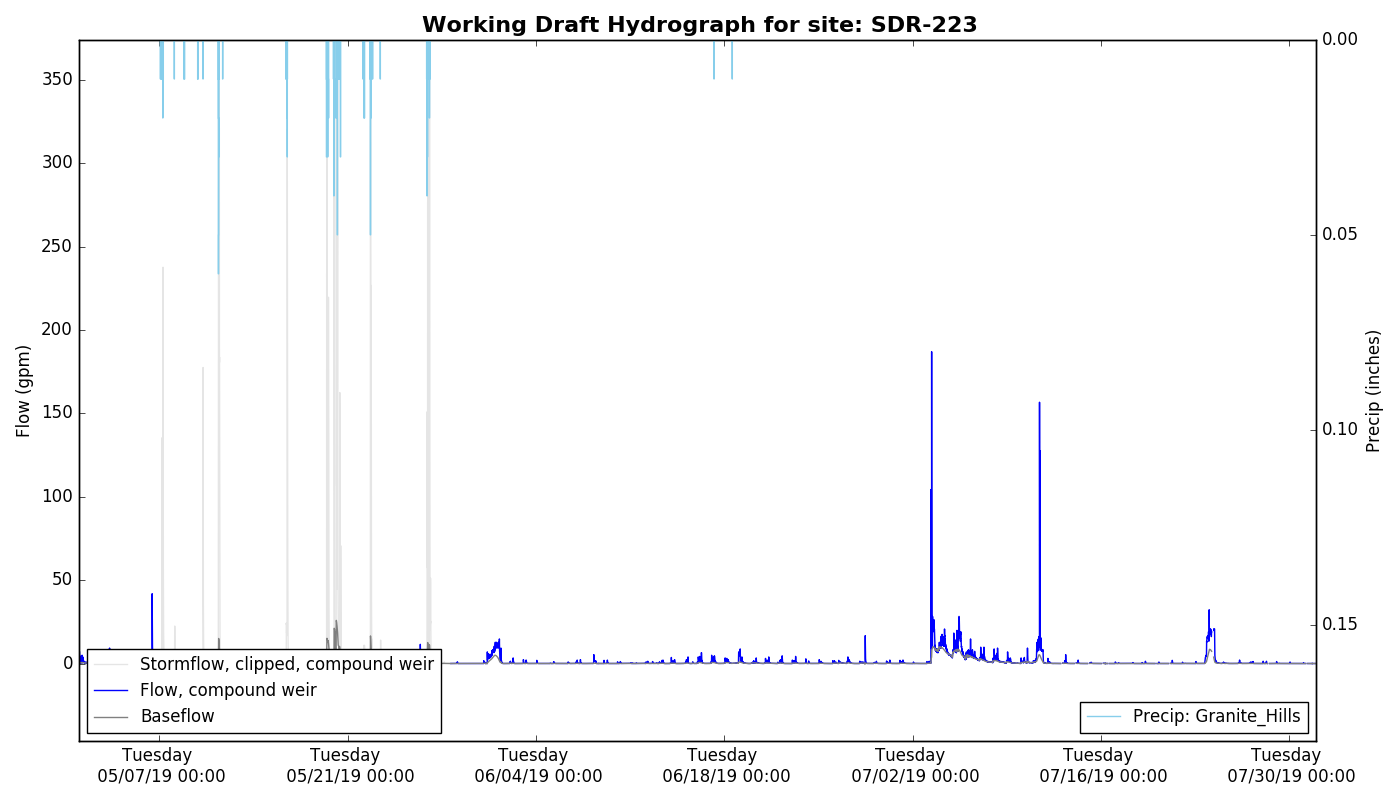 Working Draft Hydrograph for site: SDR-223
Flow (gpm)
350
300
250
200
150
100
50
0
0.00
0.05
0.10
0.15
Precip (inches)
Stormflow, clipped, compound weir
Flow, compound weir
Baseflow
Precip: Granite_Hills
Tuesday
05/07/19 00:00
Tuesday
05/21/19 00:00
Tuesday
06/04/19 00:00
Tuesday
06/18/19 00:00
Tuesday
07/02/19 00:00
Tuesday
07/16/19 00:00
Tuesday
07/30/19 00:00